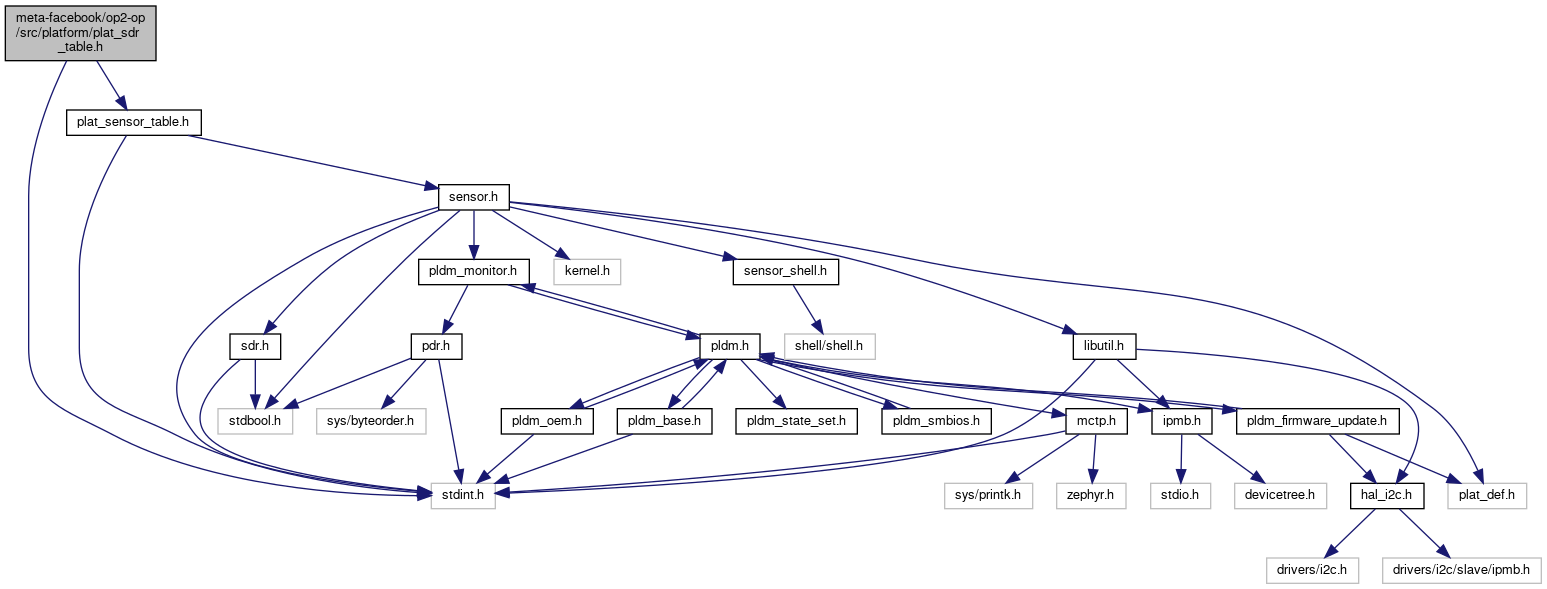 meta-facebook/op2-op
/src/platform/plat_sdr
_table.h
plat_sensor_table.h
sensor.h
pldm_monitor.h
kernel.h
sensor_shell.h
sdr.h
pdr.h
pldm.h
shell/shell.h
libutil.h
stdbool.h
sys/byteorder.h
pldm_oem.h
pldm_base.h
pldm_state_set.h
pldm_smbios.h
mctp.h
ipmb.h
pldm_firmware_update.h
stdint.h
sys/printk.h
zephyr.h
stdio.h
devicetree.h
hal_i2c.h
plat_def.h
drivers/i2c.h
drivers/i2c/slave/ipmb.h